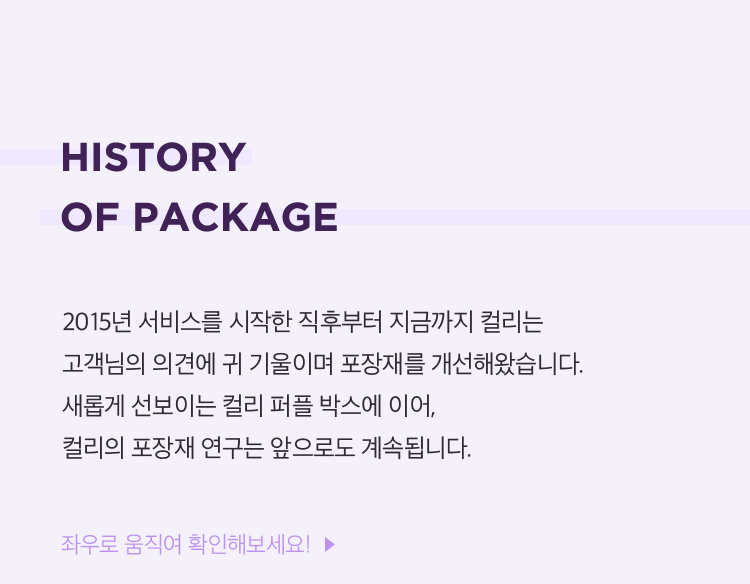 HISTORY
OF PACKAGE
2015년 서비스를 시작한 직후부터 지금까지 컬리는
고객님의 의견에 귀 기울이며 포장재를 개선해왔습니다.
새롭게 선보이는 컬리 퍼플 박스에 이어,
컬리의 포장재 연구는 앞으로도 계속됩니다.
좌우로 움직여 확인해보세요! ▶